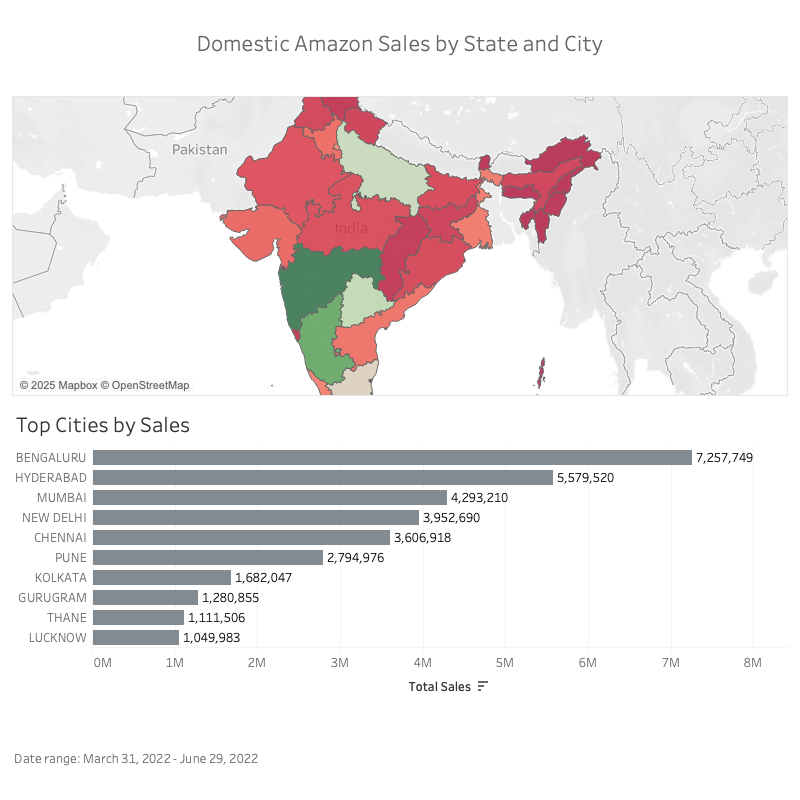 Domestic Amazon Sales by State and City
Pakistan
India
© 2025 Mapbox © OpenStreetMap
Top Cities by Sales
BENGALURU 7,257,749
HYDERABAD 5,579,520
MUMBAI 4,293,210
NEW DELHI 3,952,690
CHENNAI 3,606,918
PUNE 2,794,976
KOLKATA 1,682,047
GURUGRAM 1,280,855
THANE 1,111,506
LUCKNOW 1,049,983
0M 1M 2M 3M 4M 5M 6M 7M 8M
Total Sales
Date range: March 31, 2022 - June 29, 2022